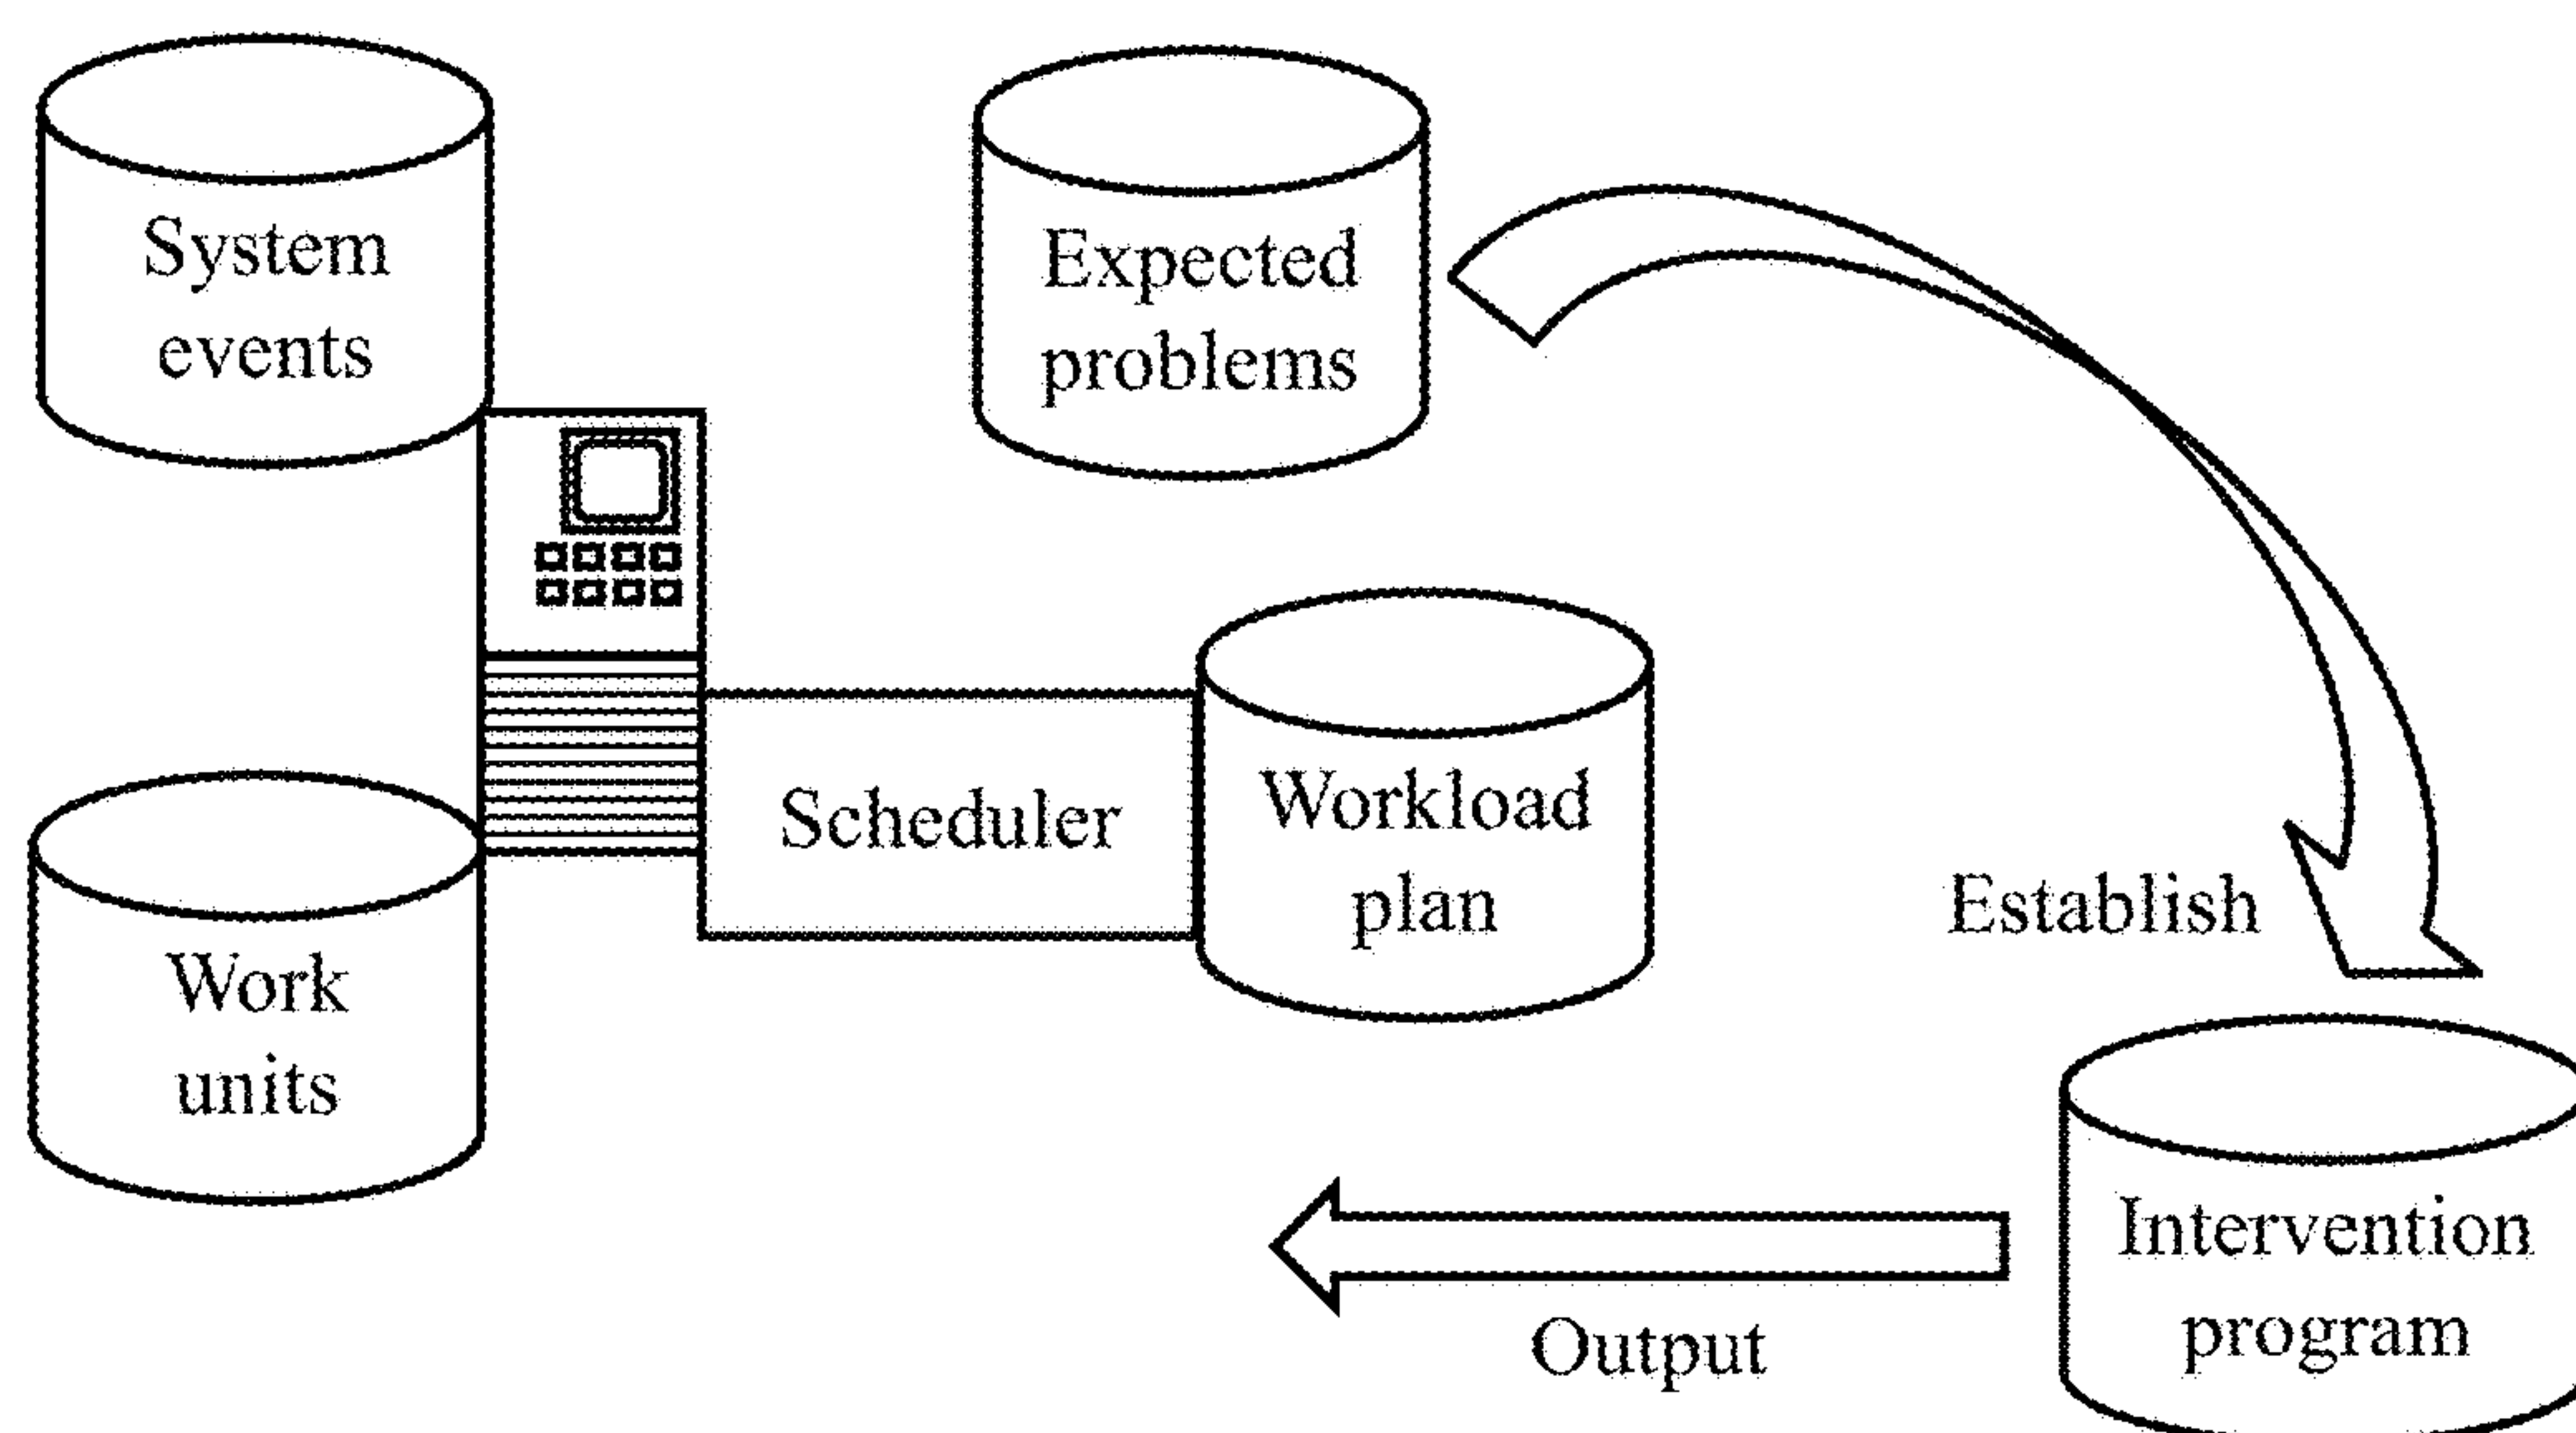 System
events
Expected
problems
Scheduler
Workload
plan
Work
units
Establish
Intervention
program
Output